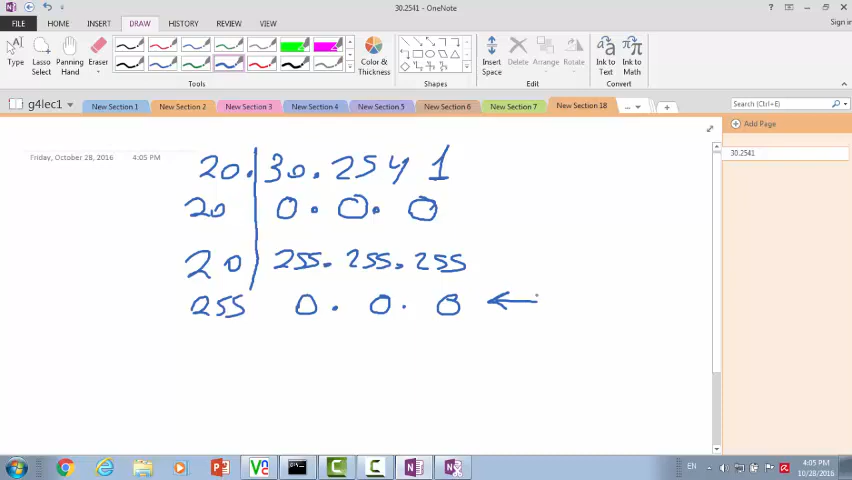 30.2541 - OneNote
FILE HOME INSERT DRAW HISTORY REVIEW VIEW
Sign in
Type Lasso Select Panning Hand Eraser Color & Thickness Insert Space Delete Arrange Rotate Ink to Text Ink to Math
Tools Shapes Edit Convert
g4lec1 New Section 1 New Section 2 New Section 3 New Section 4 New Section 5 New Section 6 New Section 7 New Section 18 ... + Search (Ctrl+E)
Add Page
Friday, October 28, 2016 4:05 PM
30.2541
20. 30. 254 1
20 0. 0. 0
20 255. 255. 255
255 0. 0. 0
EN 4:05 PM
10/28/2016